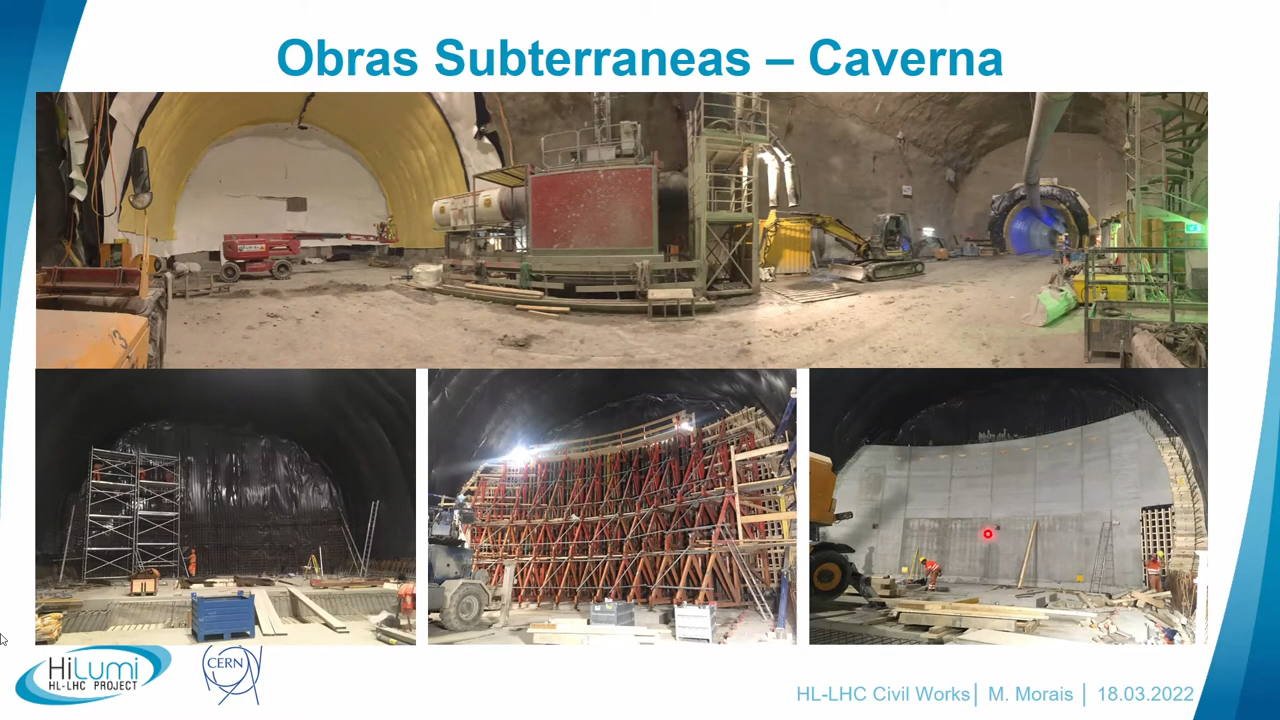 Obras Subterraneas – Caverna
HiLumi
HL-LHC PROJECT
CERN
HL-LHC Civil Works│ M. Morais │ 18.03.2022